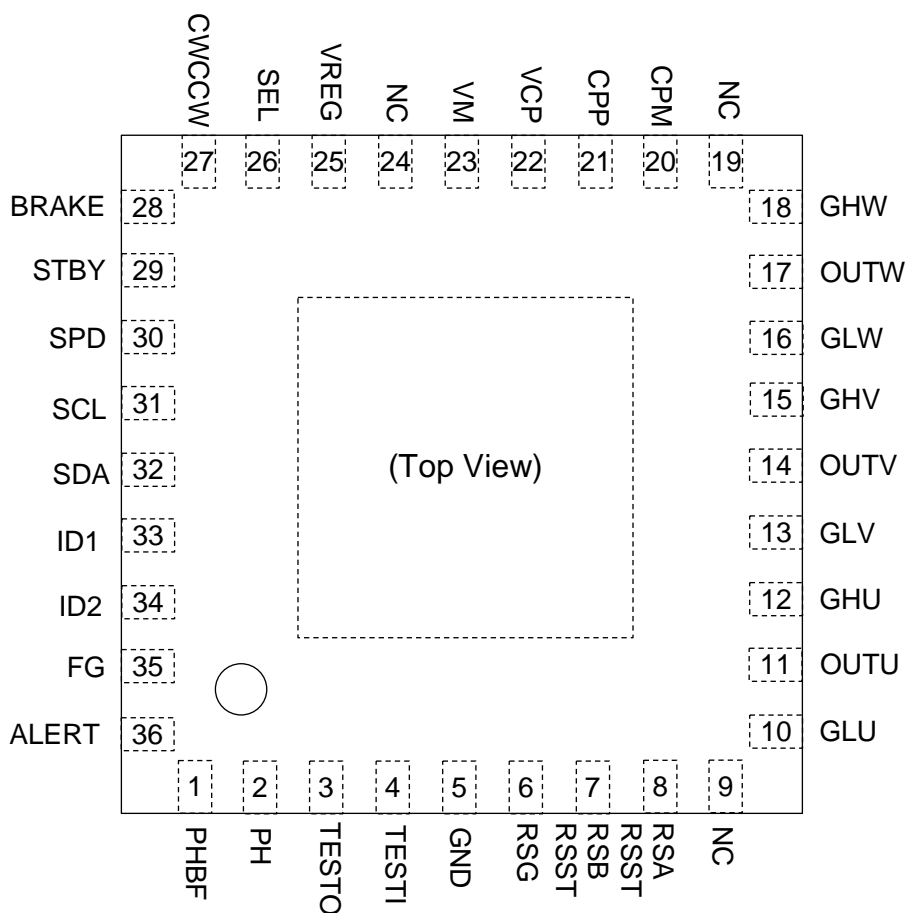 CWCCW
SEL
VREG
NC
VM
VCP
CPP
CPM
NC
27 26 25 24 23 22 21 20 19
BRAKE 28 18 GHW
STBY 29 17 OUTW
SPD 30 16 GLW
SCL 31 15 GHV
SDA 32 (Top View) 14 OUTV
ID1 33 13 GLV
ID2 34 12 GHU
FG 35 11 OUTU
ALERT 36 10 GLU
1 2 3 4 5 6 7 8 9
PHBF
PH
TESTO
TESTI
GND
RSG
RSST
RSB
RSST
RSA
NC